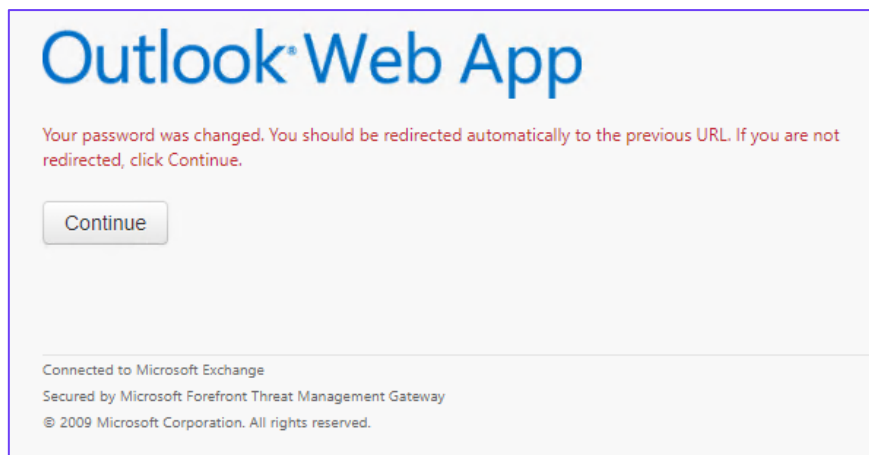 Outlook® Web App
Your password was changed. You should be redirected automatically to the previous URL. If you are not
redirected, click Continue.
Continue
Connected to Microsoft Exchange
Secured by Microsoft Forefront Threat Management Gateway
© 2009 Microsoft Corporation. All rights reserved.